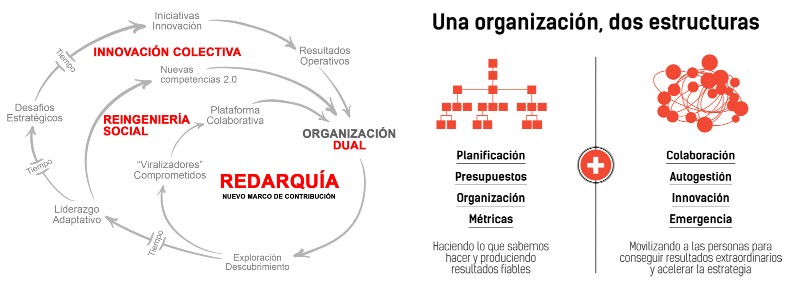 Iniciativas
Innovación
INNOVACIÓN COLECTIVA
Tiempo
Resultados
Operativos
Nuevas
competencias 2.0
Desafíos
Estratégicos
REINGENIERÍA
SOCIAL
Plataforma
Colaborativa
ORGANIZACIÓN
DUAL
"Viralizadores"
Comprometidos
Tiempo
REDARQUÍA
NUEVO MARCO DE CONTRIBUCIÓN
Liderazgo
Adaptativo
Tiempo
Exploración
Descubrimiento
Una organización, dos estructuras
Planificación
Presupuestos
Organización
Métricas
Haciendo lo que sabemos
hacer y produciendo
resultados fiables
Colaboración
Autogestión
Innovación
Emergencia
Movilizando a las personas para
conseguir resultados extraordinarios
y acelerar la estrategia